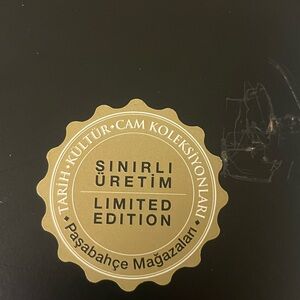 TARİH•KÜLTÜR•CAM KOLEKSİYONLARI
SINIRLI
ÜRETİM
LIMITED
EDITION
• Paşabahçe Mağazaları •